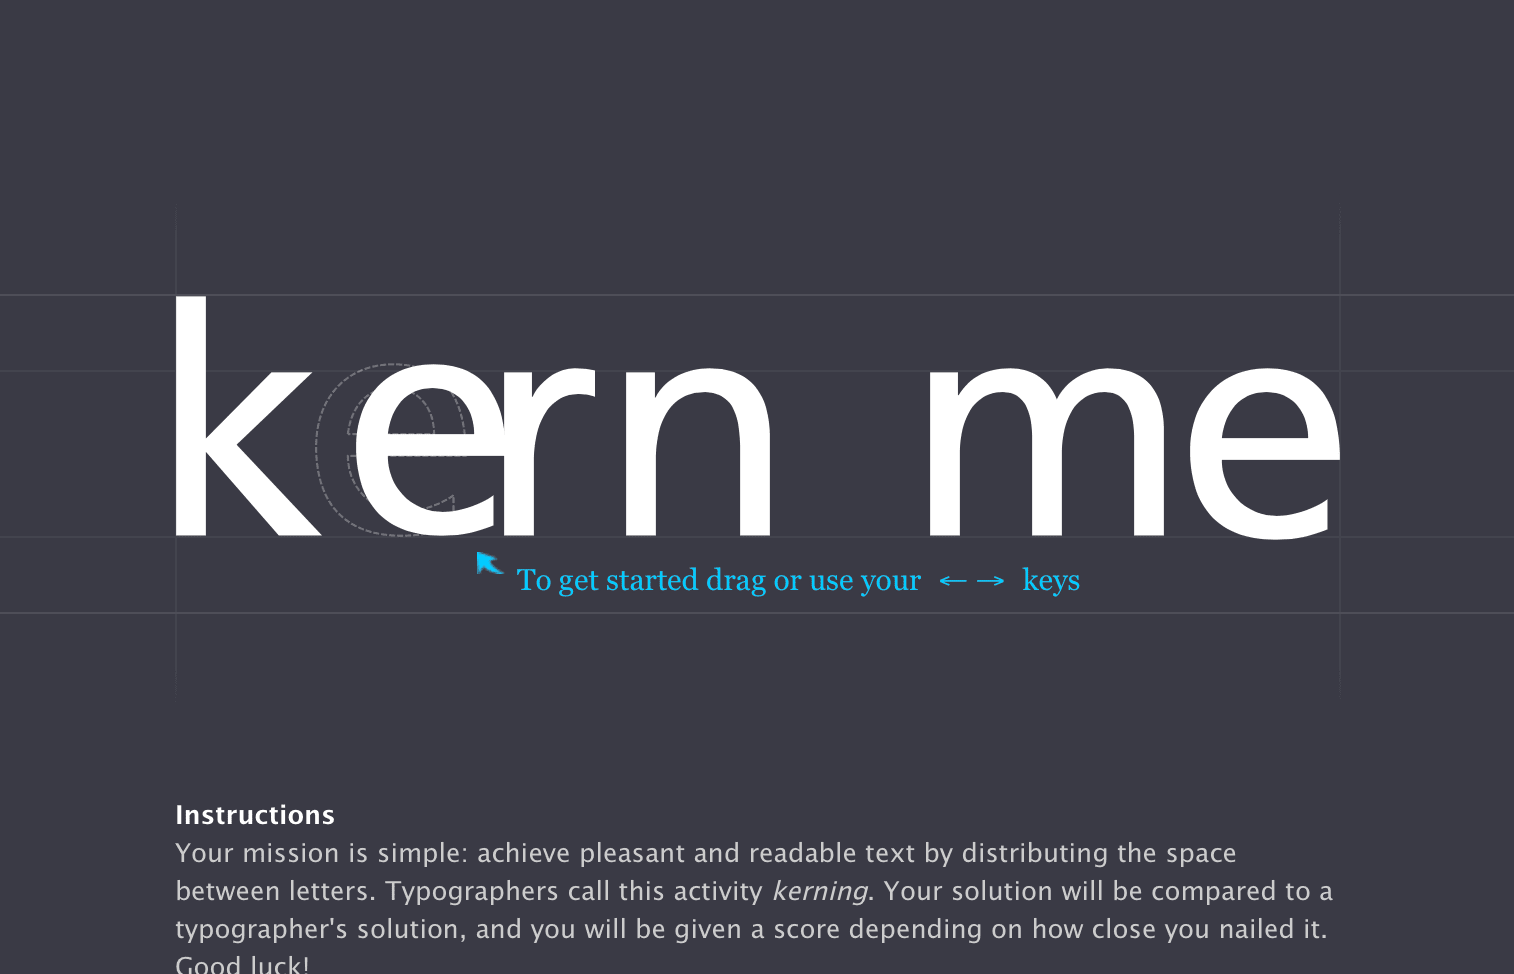 kern me
To get started drag or use your ← → keys
Instructions
Your mission is simple: achieve pleasant and readable text by distributing the space
between letters. Typographers call this activity kerning. Your solution will be compared to a
typographer's solution, and you will be given a score depending on how close you nailed it.
Good luck!